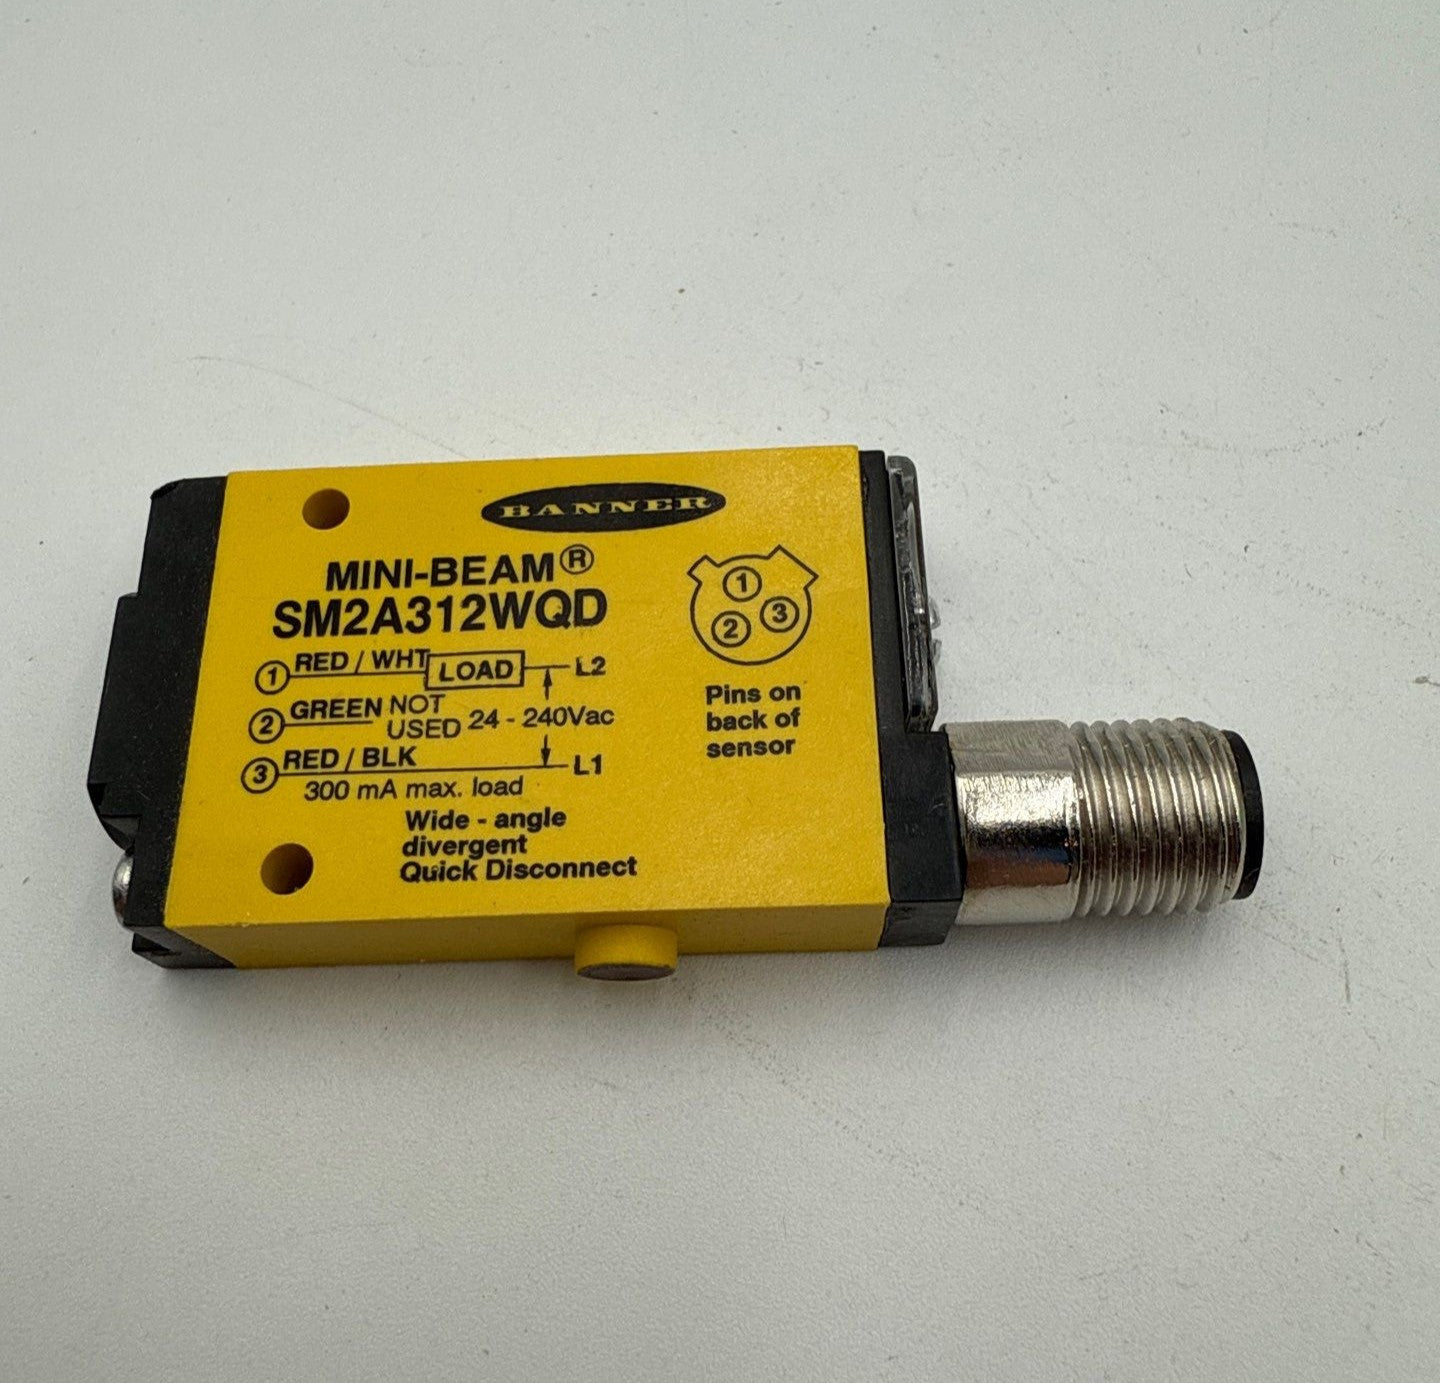 BANNER
MINI-BEAM®
SM2A312WQD
① RED / WHT LOAD L2
② GREEN NOT USED 24 - 240Vac
③ RED / BLK L1
300 mA max. load
Wide - angle
divergent
Quick Disconnect
1
2 3
Pins on
back of
sensor